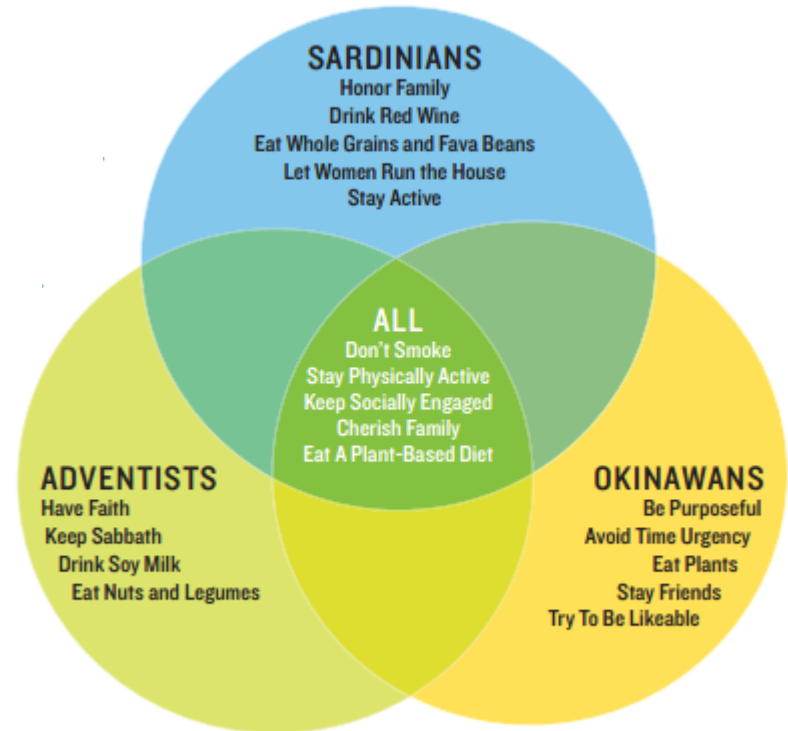 SARDINIANS
Honor Family
Drink Red Wine
Eat Whole Grains and Fava Beans
Let Women Run the House
Stay Active
ALL
Don't Smoke
Stay Physically Active
Keep Socially Engaged
Cherish Family
Eat A Plant-Based Diet
ADVENTISTS
Have Faith
Keep Sabbath
Drink Soy Milk
Eat Nuts and Legumes
OKINAWANS
Be Purposeful
Avoid Time Urgency
Eat Plants
Stay Friends
Try To Be Likeable